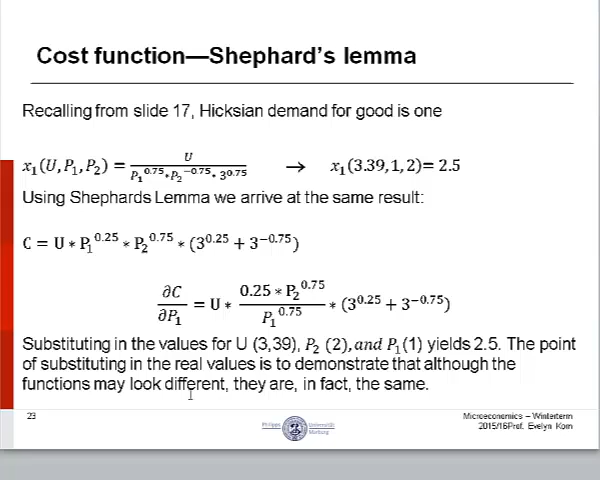 Cost function—Shephard's lemma
Recalling from slide 17, Hicksian demand for good is one
x₁(U, P₁, P₂) = U / (P₁^0.75 * P₂^−0.75 * 3^0.75) → x₁(3.39, 1, 2) = 2.5
Using Shephards Lemma we arrive at the same result:
C = U * P₁^0.25 * P₂^0.75 * (3^0.25 + 3^−0.75)
∂C/∂P₁ = U * (0.25 * P₂^0.75) / P₁^0.75 * (3^0.25 + 3^−0.75)
Substituting in the values for U (3,39), P₂ (2), and P₁(1) yields 2.5. The point
of substituting in the real values is to demonstrate that although the
functions may look different, they are, in fact, the same.
23
Philipps Universität
Marburg
Microeconomics – Winterterm
2015/16Prof. Evelyn Korn